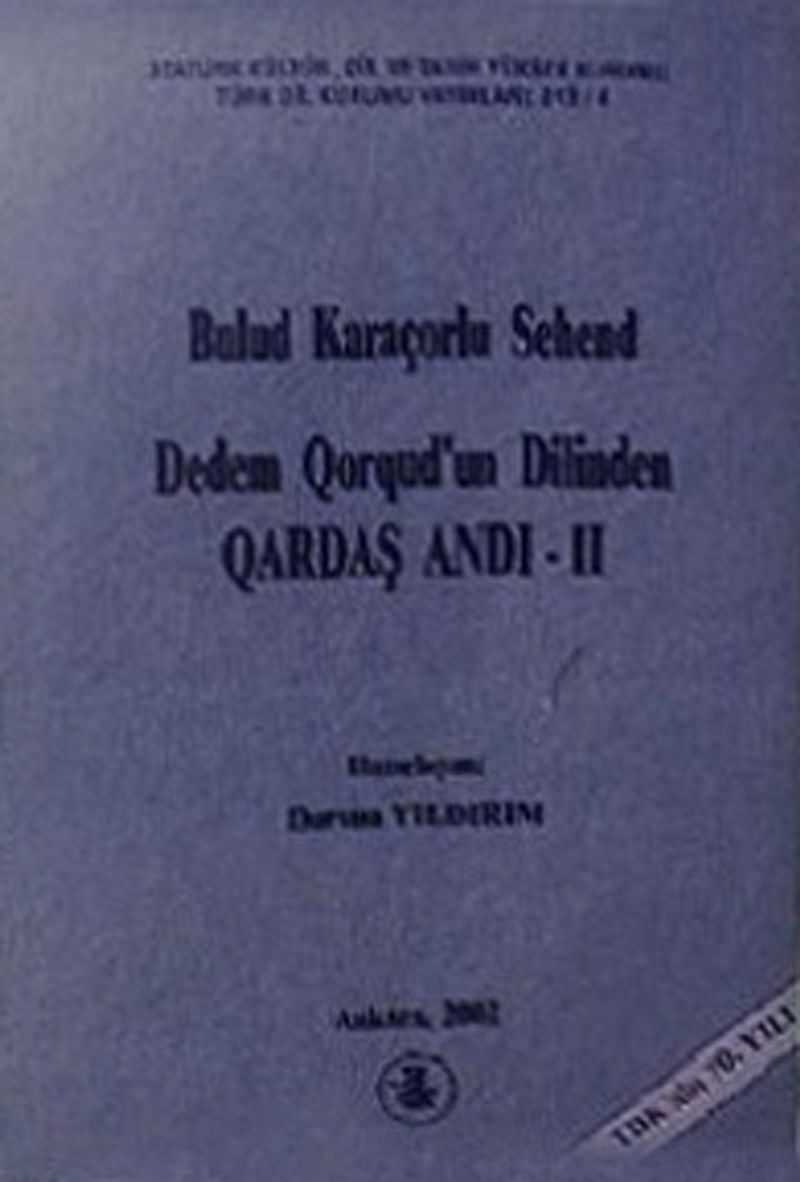 ATATÜRK KÜLTÜR, DİL VE TARİH YÜKSEK KURUMU
TÜRK DİL KURUMU YAYINLARI:
Bulud Karaçorlu Sehend
Dedem Qorqud'un Dilinden
QARDAŞ ANDI - II
Hazırlayan:
Dursun YILDIRIM
Ankara, 2002
TDK'nin 70. YILI